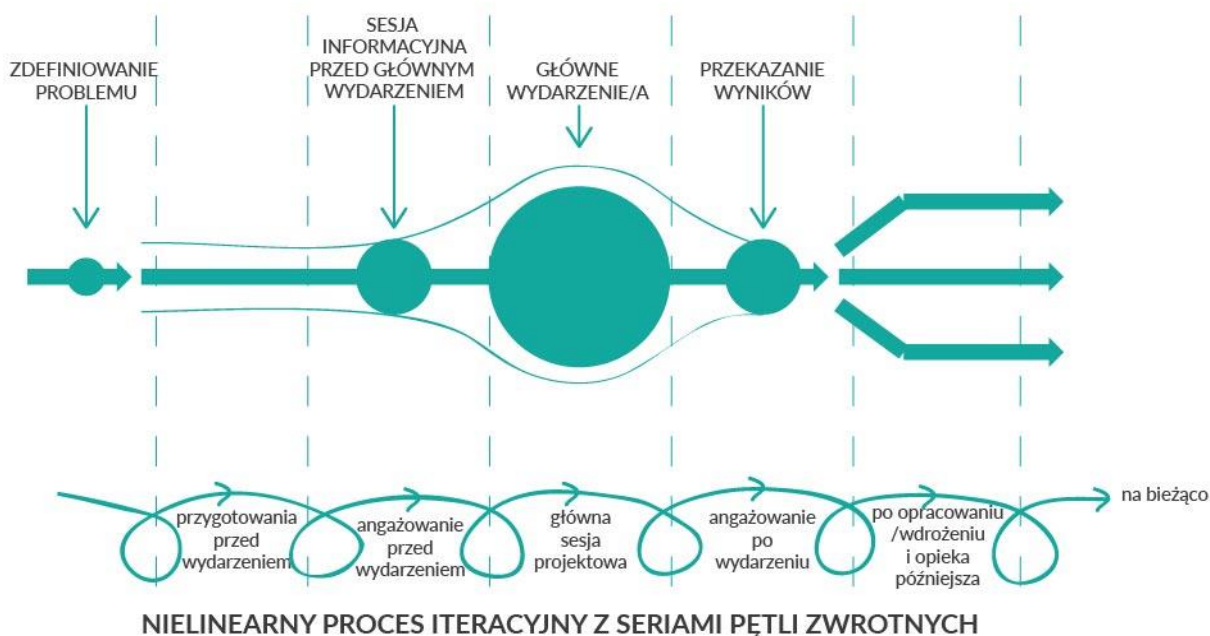 ZDEFINIOWANIE
PROBLEMU
SESJA
INFORMACYJNA
PRZED GŁÓWNYM
WYDARZENIEM
GŁÓWNE
WYDARZENIE/A
PRZEKAZANIE
WYNIKÓW
przygotowania
przed
wydarzeniem
angażowanie
przed
wydarzeniem
główna
sesja
projektowa
angażowanie
po
wydarzeniu
po opracowaniu
/wdrożeniu
i opieka
późniejsza
na bieżąco
NIELINEARNY PROCES ITERACYJNY Z SERIAMI PĘTLI ZWROTNYCH